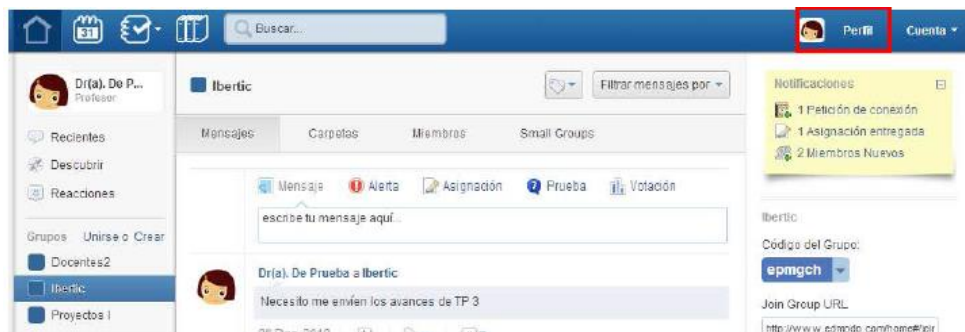 31
Buscar...
Perfil
Cuenta
Dr(a). De P...
Profesor
Recientes
Descubrir
Reacciones
Grupos Unirse o Crear
Docentes2
Ibertic
Proyectos I
Ibertic
Filtrar mensajes por
Mensajes Carpetas Miembros Small Groups
Mensaje Alerta Asignación Prueba Votación
escribe tu mensaje aquí...
Dr(a). De Prueba a Ibertic
Necesito me envíen los avances de TP 3
Notificaciones
1 Petición de conexión
1 Asignación entregada
2 Miembros Nuevos
Ibertic
Código del Grupo:
epmgch
Join Group URL